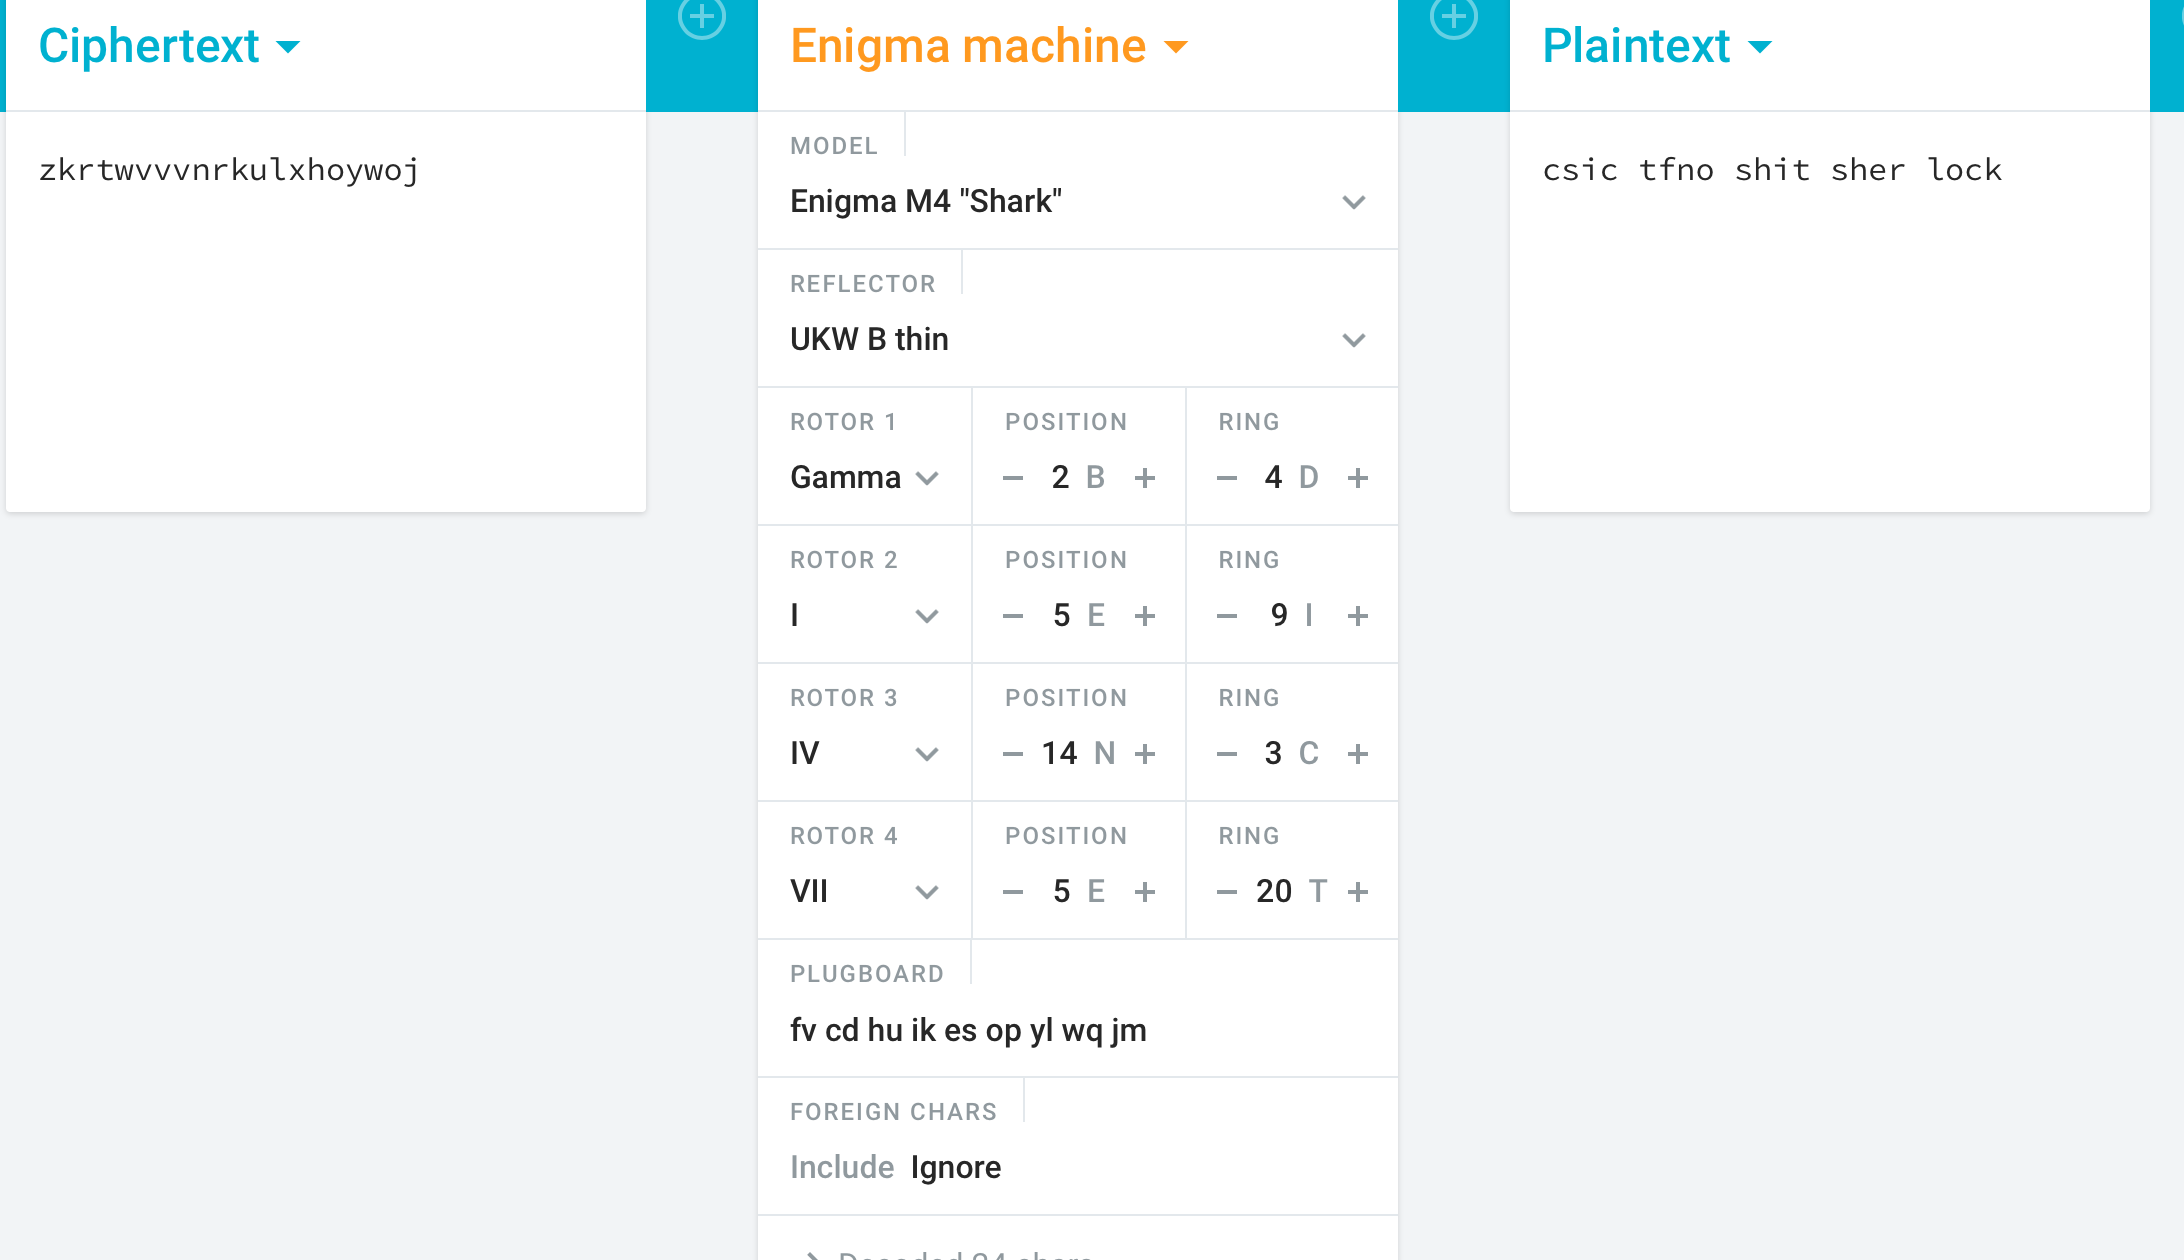 Ciphertext
zkrtwvvvnrkulxhoywoj
Enigma machine
MODEL
Enigma M4 "Shark"
REFLECTOR
UKW B thin
ROTOR 1 POSITION RING
Gamma − 2 B + − 4 D +
ROTOR 2 POSITION RING
I − 5 E + − 9 I +
ROTOR 3 POSITION RING
IV − 14 N + − 3 C +
ROTOR 4 POSITION RING
VII − 5 E + − 20 T +
PLUGBOARD
fv cd hu ik es op yl wq jm
FOREIGN CHARS
Include Ignore
Plaintext
csic tfno shit sher lock